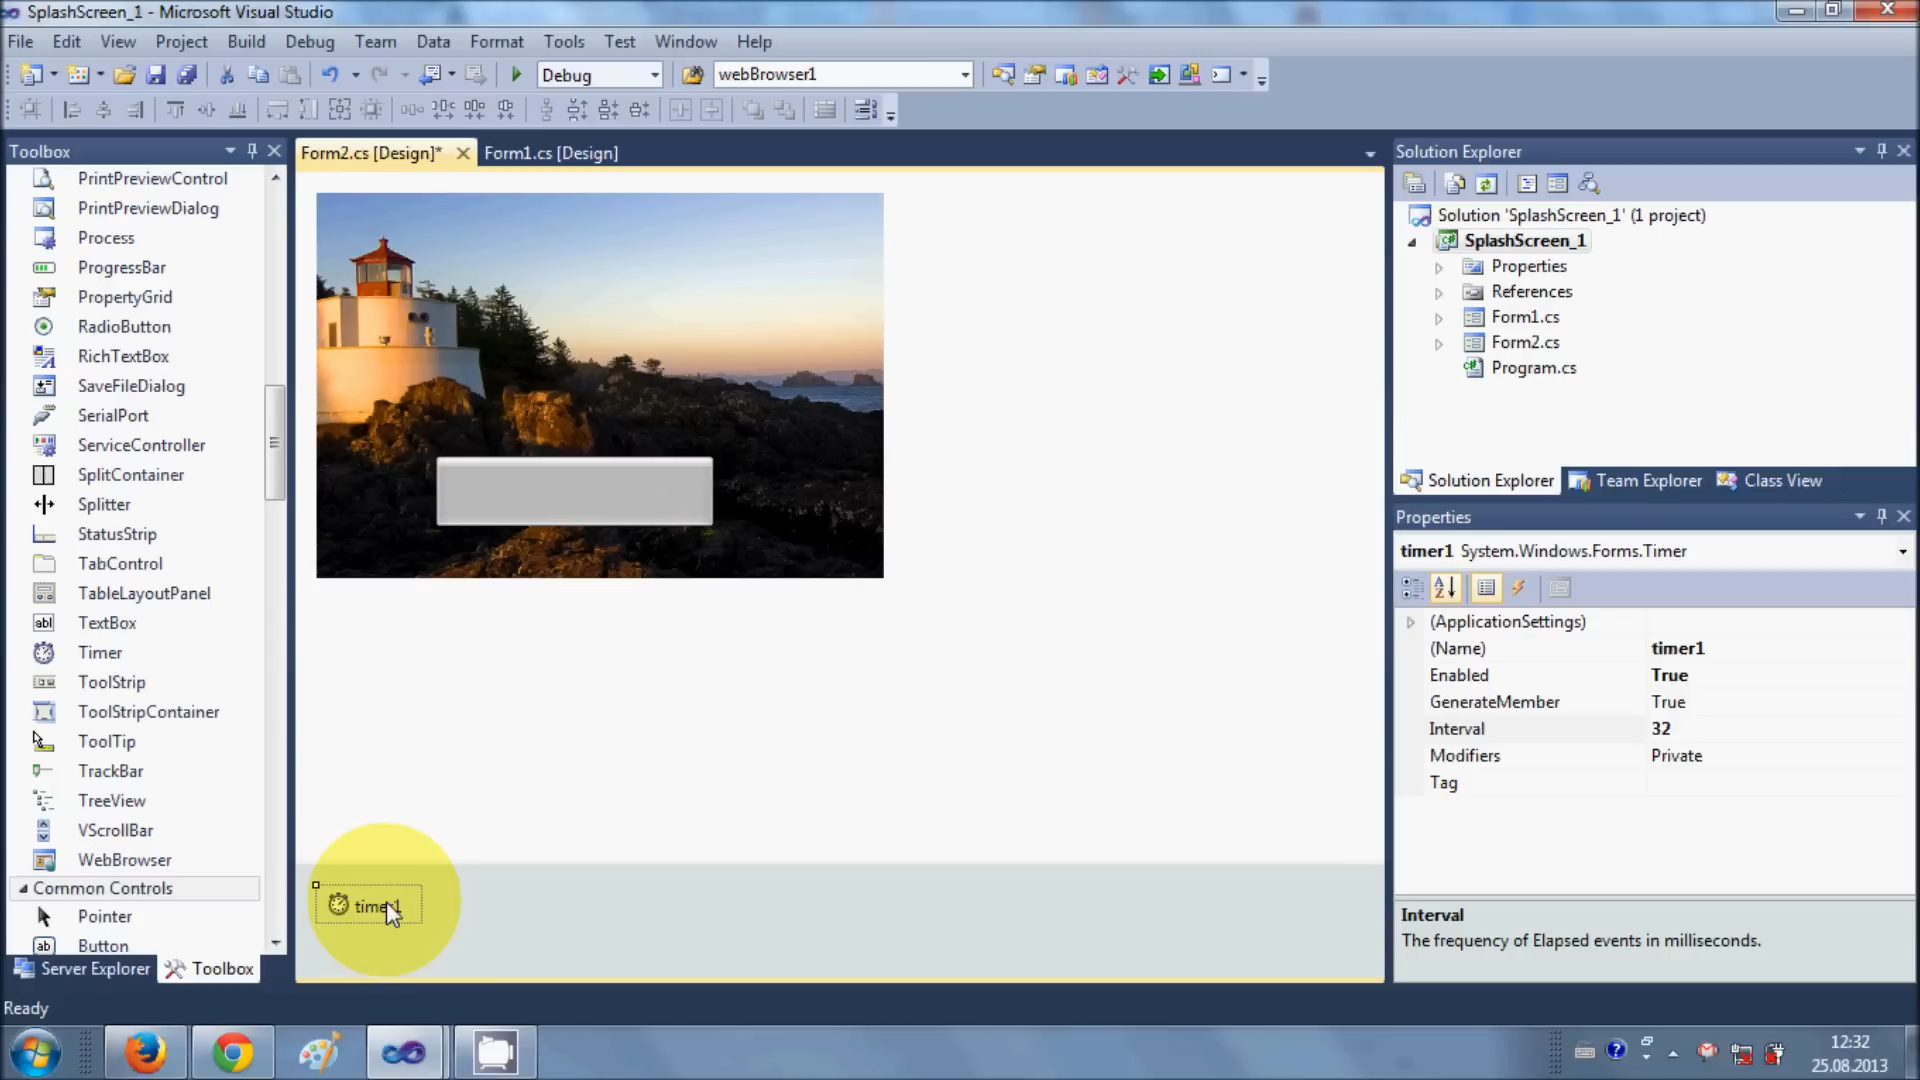 SplashScreen_1 - Microsoft Visual Studio
File Edit View Project Build Debug Team Data Format Tools Test Window Help
Debug webBrowser1
Toolbox
PrintPreviewControl
PrintPreviewDialog
Process
ProgressBar
PropertyGrid
RadioButton
RichTextBox
SaveFileDialog
SerialPort
ServiceController
SplitContainer
Splitter
StatusStrip
TabControl
TableLayoutPanel
TextBox
Timer
ToolStrip
ToolStripContainer
ToolTip
TrackBar
TreeView
VScrollBar
WebBrowser
Common Controls
Pointer
Button
Server Explorer Toolbox
Form2.cs [Design]* Form1.cs [Design]
timer1
Solution Explorer
Solution 'SplashScreen_1' (1 project)
SplashScreen_1
Properties
References
Form1.cs
Form2.cs
Program.cs
Solution Explorer Team Explorer Class View
Properties
timer1 System.Windows.Forms.Timer
(ApplicationSettings)
(Name) timer1
Enabled True
GenerateMember True
Interval 32
Modifiers Private
Tag
Interval
The frequency of Elapsed events in milliseconds.
Ready
12:32
25.08.2013